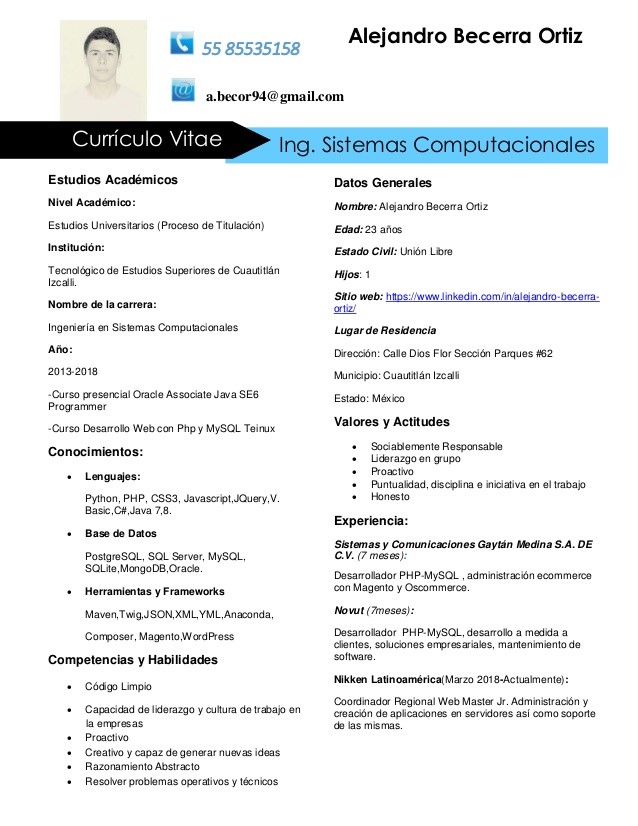 Alejandro Becerra Ortiz
55 85535158
a.becor94@gmail.com
Currículo Vitae
Ing. Sistemas Computacionales
Estudios Académicos
Nivel Académico:
Estudios Universitarios (Proceso de Titulación)
Institución:
Tecnológico de Estudios Superiores de Cuautitlán
Izcalli.
Nombre de la carrera:
Ingeniería en Sistemas Computacionales
Año:
2013-2018
-Curso presencial Oracle Associate Java SE6
Programmer
-Curso Desarrollo Web con Php y MySQL Teinux
Conocimientos:
• Lenguajes:
Python, PHP, CSS3, Javascript,JQuery,V.
Basic,C#,Java 7,8.
• Base de Datos
PostgreSQL, SQL Server, MySQL,
SQLite,MongoDB,Oracle.
• Herramientas y Frameworks
Maven,Twig,JSON,XML,YML,Anaconda,
Composer, Magento,WordPress
Competencias y Habilidades
• Código Limpio
• Capacidad de liderazgo y cultura de trabajo en
la empresas
• Proactivo
• Creativo y capaz de generar nuevas ideas
• Razonamiento Abstracto
• Resolver problemas operativos y técnicos
Datos Generales
Nombre: Alejandro Becerra Ortiz
Edad: 23 años
Estado Civil: Unión Libre
Hijos: 1
Sitio web: https://www.linkedin.com/in/alejandro-becerra-
ortiz/
Lugar de Residencia
Dirección: Calle Dios Flor Sección Parques #62
Municipio: Cuautitlán Izcalli
Estado: México
Valores y Actitudes
• Sociablemente Responsable
• Liderazgo en grupo
• Proactivo
• Puntualidad, disciplina e iniciativa en el trabajo
• Honesto
Experiencia:
Sistemas y Comunicaciones Gaytán Medina S.A. DE
C.V. (7 meses):
Desarrollador PHP-MySQL , administración ecommerce
con Magento y Oscommerce.
Novut (7meses):
Desarrollador PHP-MySQL, desarrollo a medida a
clientes, soluciones empresariales, mantenimiento de
software.
Nikken Latinoamérica(Marzo 2018-Actualmente):
Coordinador Regional Web Master Jr. Administración y
creación de aplicaciones en servidores así como soporte
de las mismas.